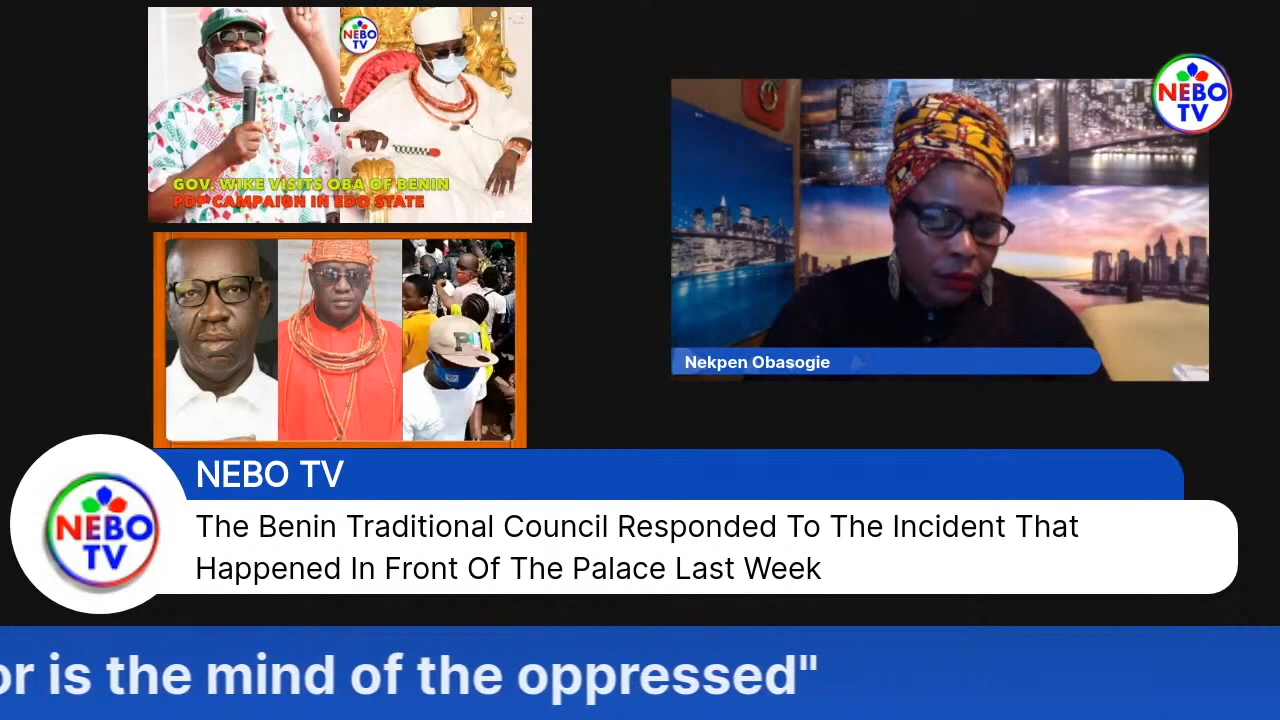 NEBO
TV
GOV. WIKE VISITS OBA OF BENIN
PDP CAMPAIGN IN EDO STATE
NEBO
TV
Nekpen Obasogie
P
NEBO TV
NEBO
TV
The Benin Traditional Council Responded To The Incident That
Happened In Front Of The Palace Last Week
or is the mind of the oppressed"